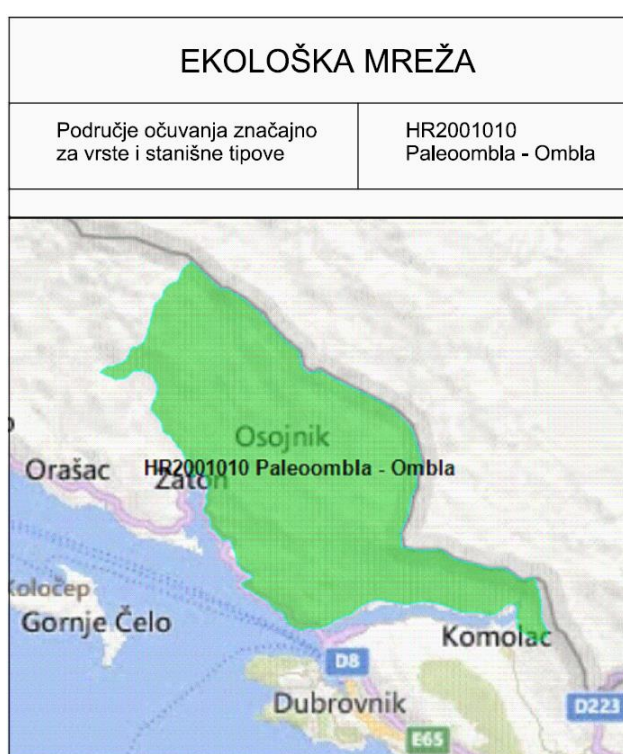 EKOLOŠKA MREŽA
Područje očuvanja značajno
za vrste i stanišne tipove
HR2001010
Paleoombla - Ombla
Osojnik
HR2001010 Paleoombla - Ombla
Orašac
Zaton
Koločep
Gornje Čelo
Komolac
D8
Dubrovnik
D223
E65